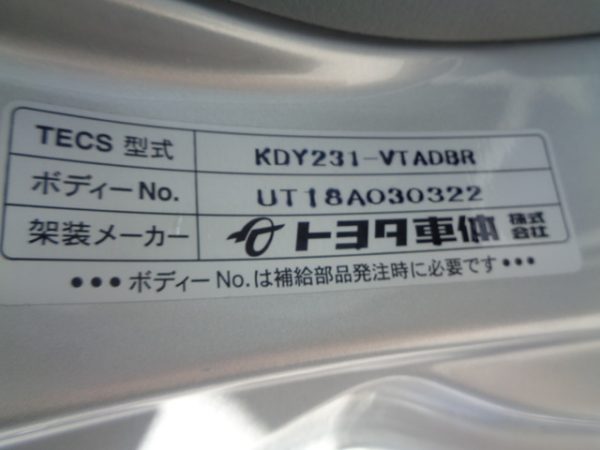 TECS 型式 KDY231-VTADBR
ボディーNo. UT18A030322
架装メーカー トヨタ車体 株式会社
•••ボディーNo.は補給部品発注時に必要です•••